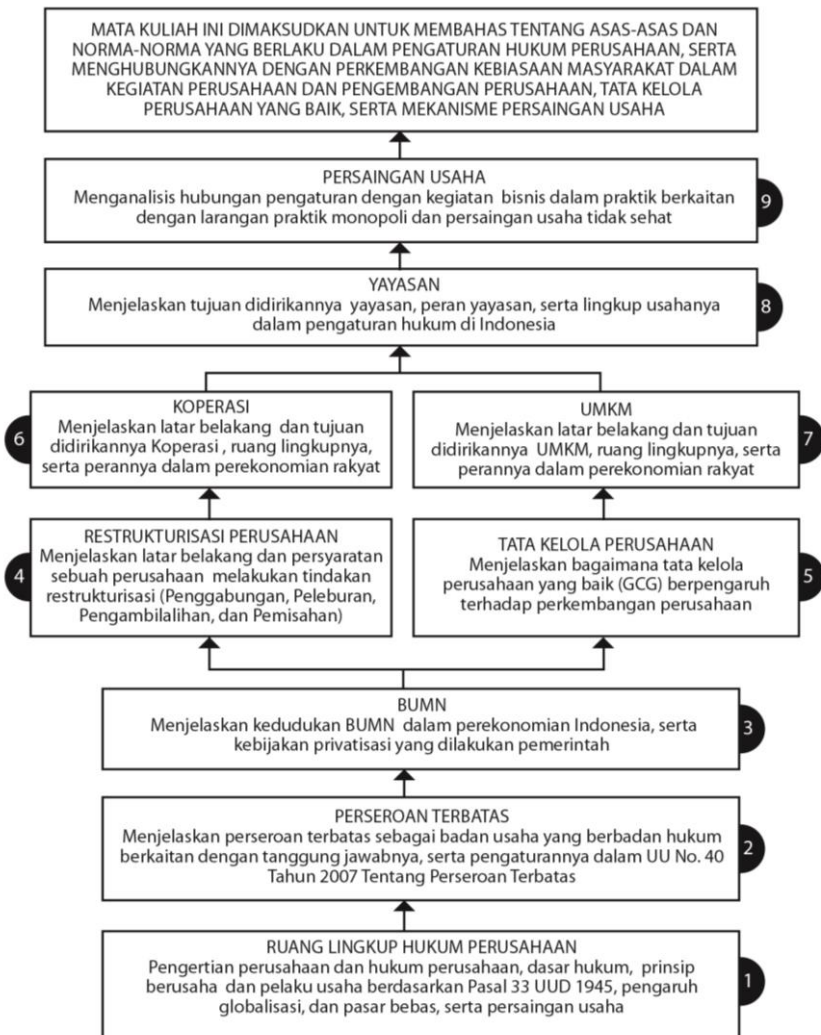 MATA KULIAH INI DIMAKSUDKAN UNTUK MEMBAHAS TENTANG ASAS-ASAS DAN
NORMA-NORMA YANG BERLAKU DALAM PENGATURAN HUKUM PERUSAHAAN, SERTA
MENGHUBUNGKANNYA DENGAN PERKEMBANGAN KEBIASAAN MASYARAKAT DALAM
KEGIATAN PERUSAHAAN DAN PENGEMBANGAN PERUSAHAAN, TATA KELOLA
PERUSAHAAN YANG BAIK, SERTA MEKANISME PERSAINGAN USAHA
PERSAINGAN USAHA
Menganalisis hubungan pengaturan dengan kegiatan bisnis dalam praktik berkaitan
dengan larangan praktik monopoli dan persaingan usaha tidak sehat
9
YAYASAN
Menjelaskan tujuan didirikannya yayasan, peran yayasan, serta lingkup usahanya
dalam pengaturan hukum di Indonesia
8
6
KOPERASI
Menjelaskan latar belakang dan tujuan
didirikannya Koperasi , ruang lingkupnya,
serta perannya dalam perekonomian rakyat
UMKM
Menjelaskan latar belakang dan tujuan
didirikannya UMKM, ruang lingkupnya, serta
perannya dalam perekonomian rakyat
7
4
RESTRUKTURISASI PERUSAHAAN
Menjelaskan latar belakang dan persyaratan
sebuah perusahaan melakukan tindakan
restrukturisasi (Penggabungan, Peleburan,
Pengambilalihan, dan Pemisahan)
TATA KELOLA PERUSAHAAN
Menjelaskan bagaimana tata kelola
perusahaan yang baik (GCG) berpengaruh
terhadap perkembangan perusahaan
5
BUMN
Menjelaskan kedudukan BUMN dalam perekonomian Indonesia, serta
kebijakan privatisasi yang dilakukan pemerintah
3
PERSEROAN TERBATAS
Menjelaskan perseroan terbatas sebagai badan usaha yang berbadan hukum
berkaitan dengan tanggung jawabnya, serta pengaturannya dalam UU No. 40
Tahun 2007 Tentang Perseroan Terbatas
2
RUANG LINGKUP HUKUM PERUSAHAAN
Pengertian perusahaan dan hukum perusahaan, dasar hukum, prinsip
berusaha dan pelaku usaha berdasarkan Pasal 33 UUD 1945, pengaruh
globalisasi, dan pasar bebas, serta persaingan usaha
1